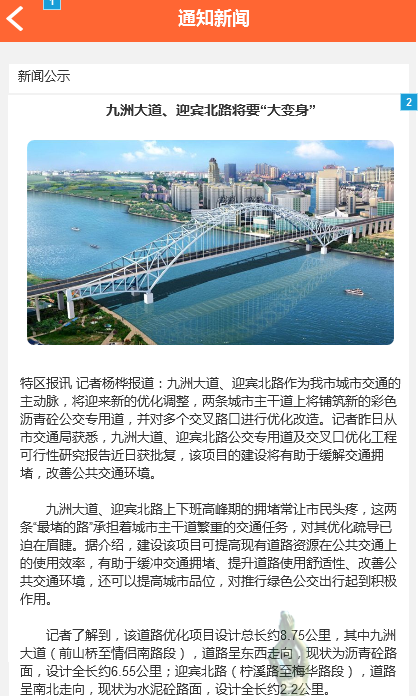 1
通知新闻
新闻公示
2
九洲大道、迎宾北路将要“大变身”
特区报讯 记者杨桦报道：九洲大道、迎宾北路作为我市城市交通的
主动脉，将迎来新的优化调整，两条城市主干道上将铺筑新的彩色
沥青砼公交专用道，并对多个交叉路口进行优化改造。记者昨日从
市交通局获悉，九洲大道、迎宾北路公交专用道及交叉口优化工程
可行性研究报告近日获批复，该项目的建设将有助于缓解交通拥
堵，改善公共交通环境。
九洲大道、迎宾北路上下班高峰期的拥堵常让市民头疼，这两
条“最堵的路”承担着城市主干道繁重的交通任务，对其优化疏导已
迫在眉睫。据介绍，建设该项目可提高现有道路资源在公共交通上
的使用效率，有助于缓冲交通拥堵、提升道路使用舒适性、改善公
共交通环境，还可以提高城市品位，对推行绿色公交出行起到积极
作用。
记者了解到，该道路优化项目设计总长约8.75公里，其中九洲
大道（前山桥至情侣南路段），道路呈东西走向，现状为沥青砼路
面，设计全长约6.55公里；迎宾北路（柠溪路至梅华路段），道路
呈南北走向，现状为水泥砼路面，设计全长约2.2公里。